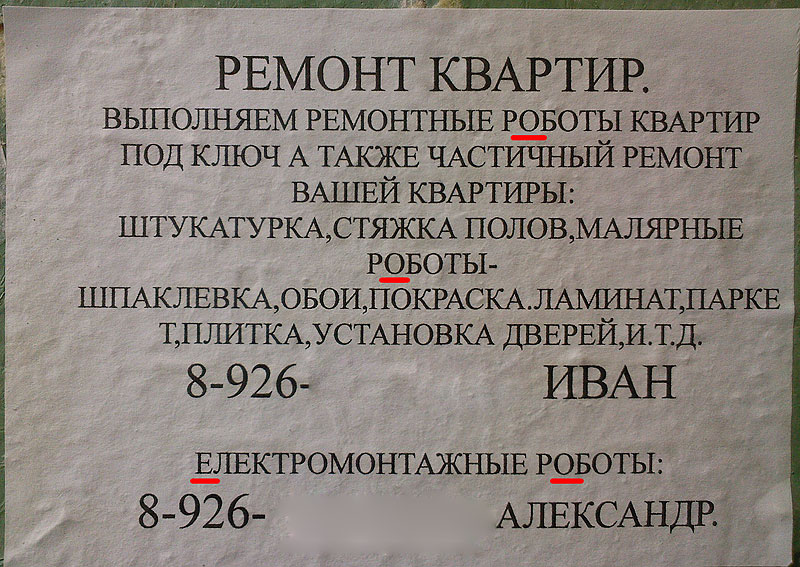 РЕМОНТ КВАРТИР.
ВЫПОЛНЯЕМ РЕМОНТНЫЕ РОБОТЫ КВАРТИР
ПОД КЛЮЧ А ТАКЖЕ ЧАСТИЧНЫЙ РЕМОНТ
ВАШЕЙ КВАРТИРЫ:
ШТУКАТУРКА,СТЯЖКА ПОЛОВ,МАЛЯРНЫЕ
РОБОТЫ-
ШПАКЛЕВКА,ОБОИ,ПОКРАСКА.ЛАМИНАТ,ПАРКЕ
Т,ПЛИТКА,УСТАНОВКА ДВЕРЕЙ,И.Т.Д.
8-926- ИВАН
ЕЛЕКТРОМОНТАЖНЫЕ РОБОТЫ:
8-926- АЛЕКСАНДР.